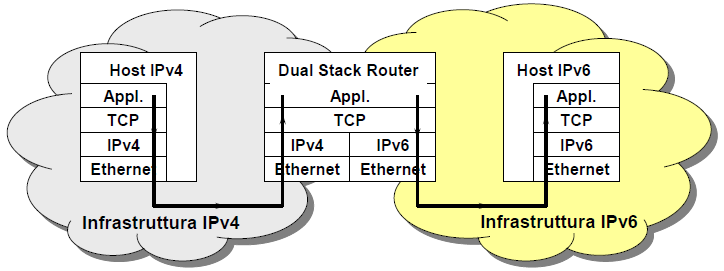 Host IPv4
Appl.
TCP
IPv4
Ethernet
Dual Stack Router
Appl.
TCP
IPv4 IPv6
Ethernet Ethernet
Host IPv6
Appl.
TCP
IPv6
Ethernet
Infrastruttura IPv4
Infrastruttura IPv6